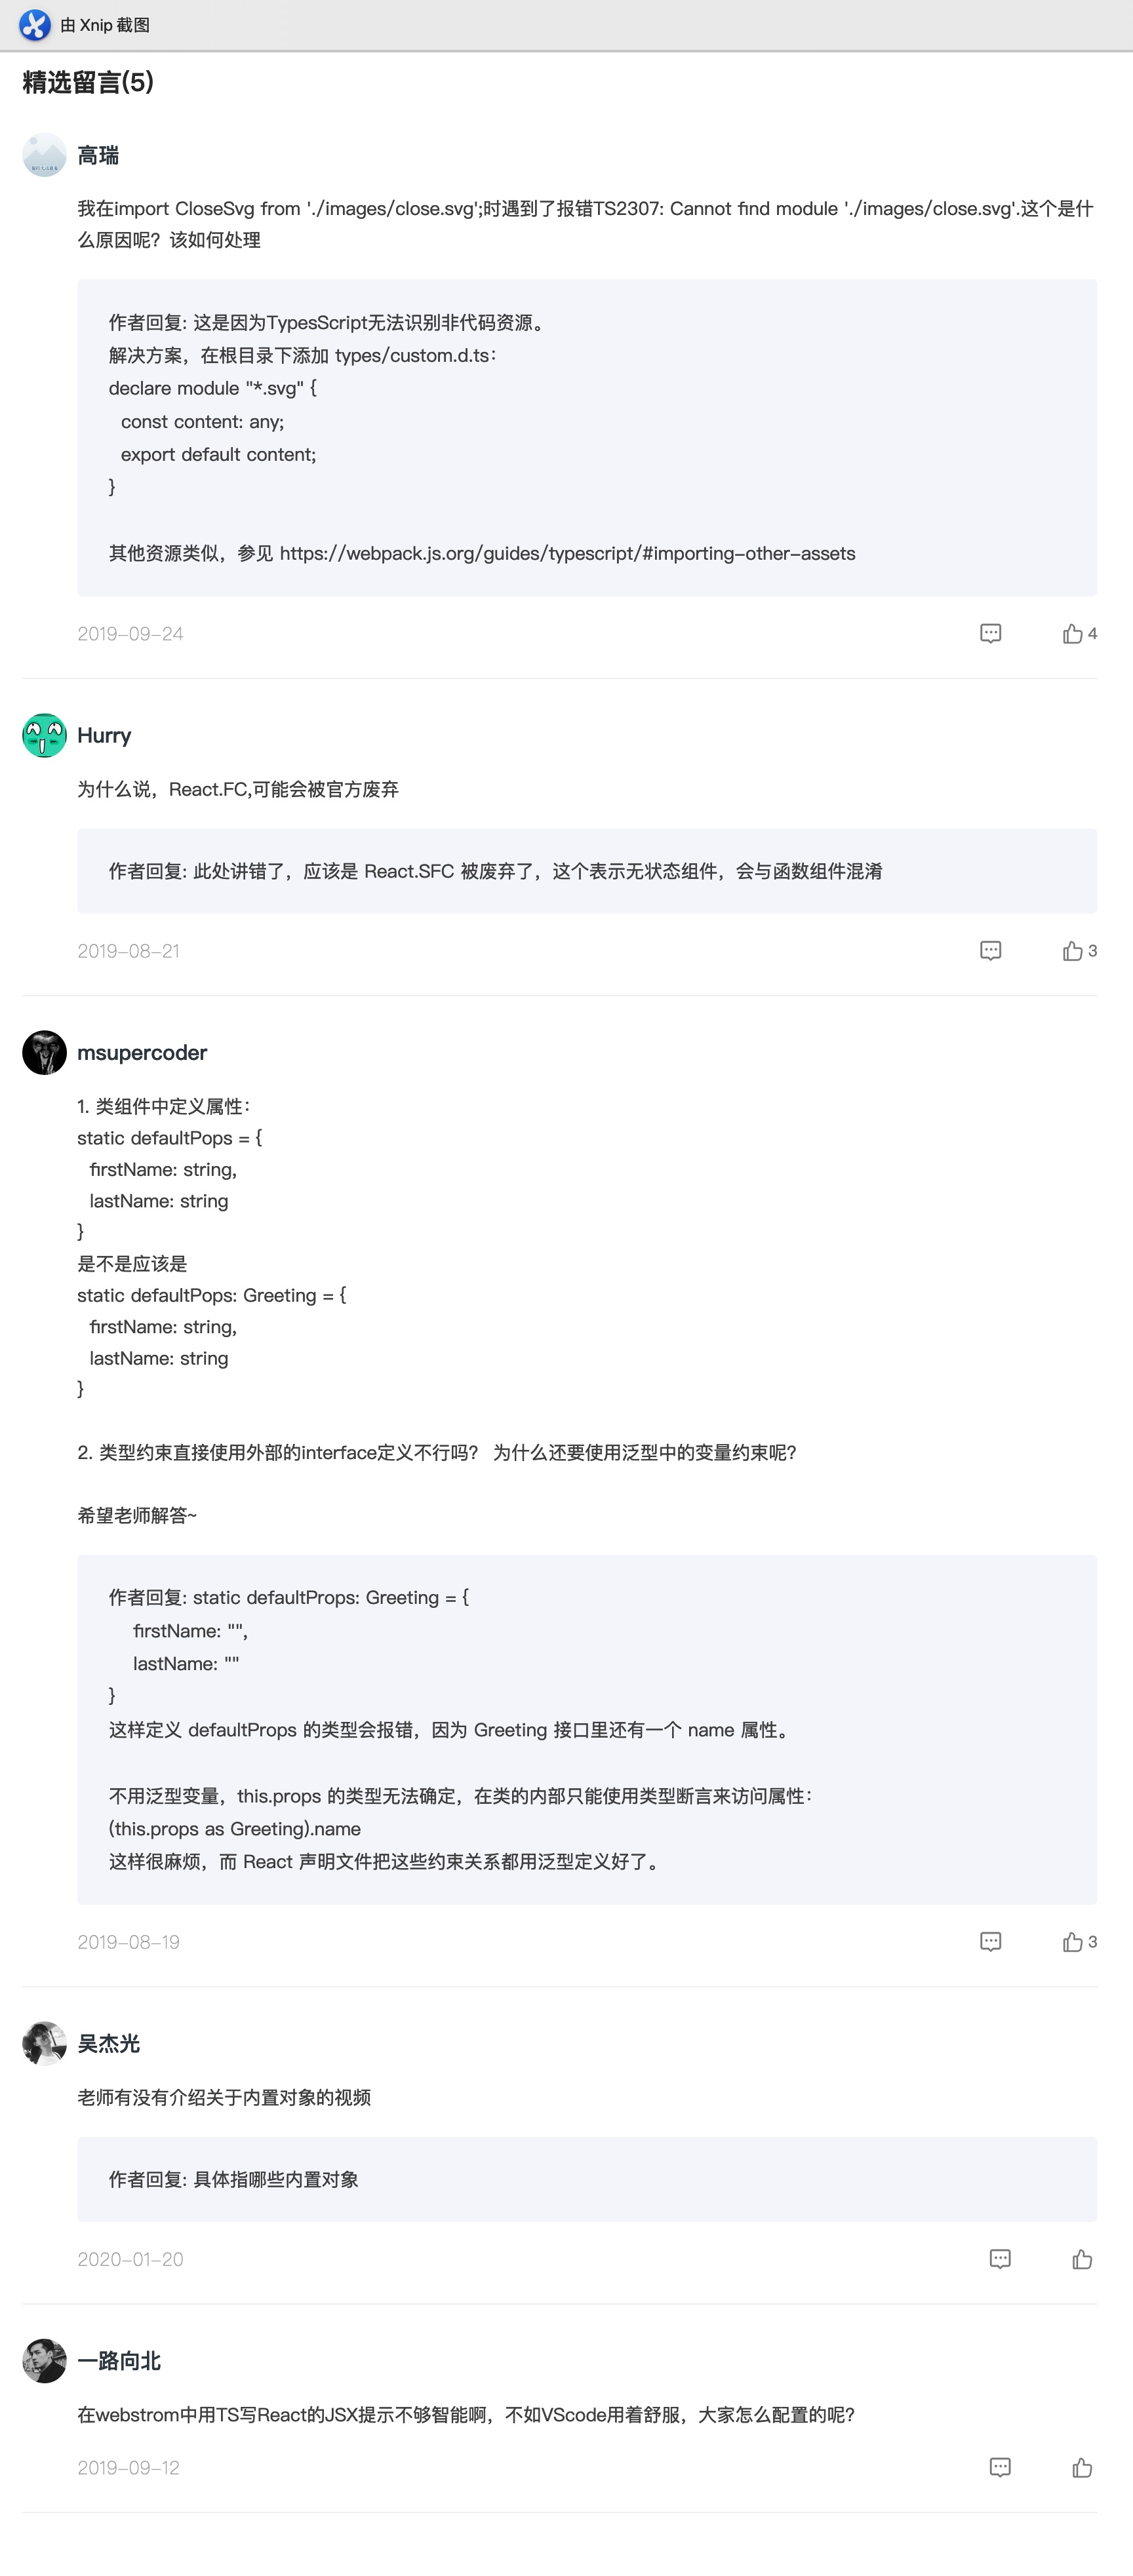 由 Xnip 截图
精选留言(5)
高瑞
我在import CloseSvg from './images/close.svg';时遇到了报错TS2307: Cannot find module './images/close.svg'.这个是什
么原因呢？该如何处理
作者回复: 这是因为TypesScript无法识别非代码资源。
解决方案，在根目录下添加 types/custom.d.ts：
declare module "*.svg" {
  const content: any;
  export default content;
}
其他资源类似，参见 https://webpack.js.org/guides/typescript/#importing-other-assets
2019-09-24
4
Hurry
为什么说，React.FC,可能会被官方废弃
作者回复: 此处讲错了，应该是 React.SFC 被废弃了，这个表示无状态组件，会与函数组件混淆
2019-08-21
3
msupercoder
1. 类组件中定义属性：
static defaultPops = {
  firstName: string,
  lastName: string
}
是不是应该是
static defaultPops: Greeting = {
  firstName: string,
  lastName: string
}
2. 类型约束直接使用外部的interface定义不行吗？ 为什么还要使用泛型中的变量约束呢？
希望老师解答~
作者回复: static defaultProps: Greeting = {
    firstName: "",
    lastName: ""
}
这样定义 defaultProps 的类型会报错，因为 Greeting 接口里还有一个 name 属性。
不用泛型变量，this.props 的类型无法确定，在类的内部只能使用类型断言来访问属性：
(this.props as Greeting).name
这样很麻烦，而 React 声明文件把这些约束关系都用泛型定义好了。
2019-08-19
3
吴杰光
老师有没有介绍关于内置对象的视频
作者回复: 具体指哪些内置对象
2020-01-20
一路向北
在webstrom中用TS写React的JSX提示不够智能啊，不如VScode用着舒服，大家怎么配置的呢？
2019-09-12